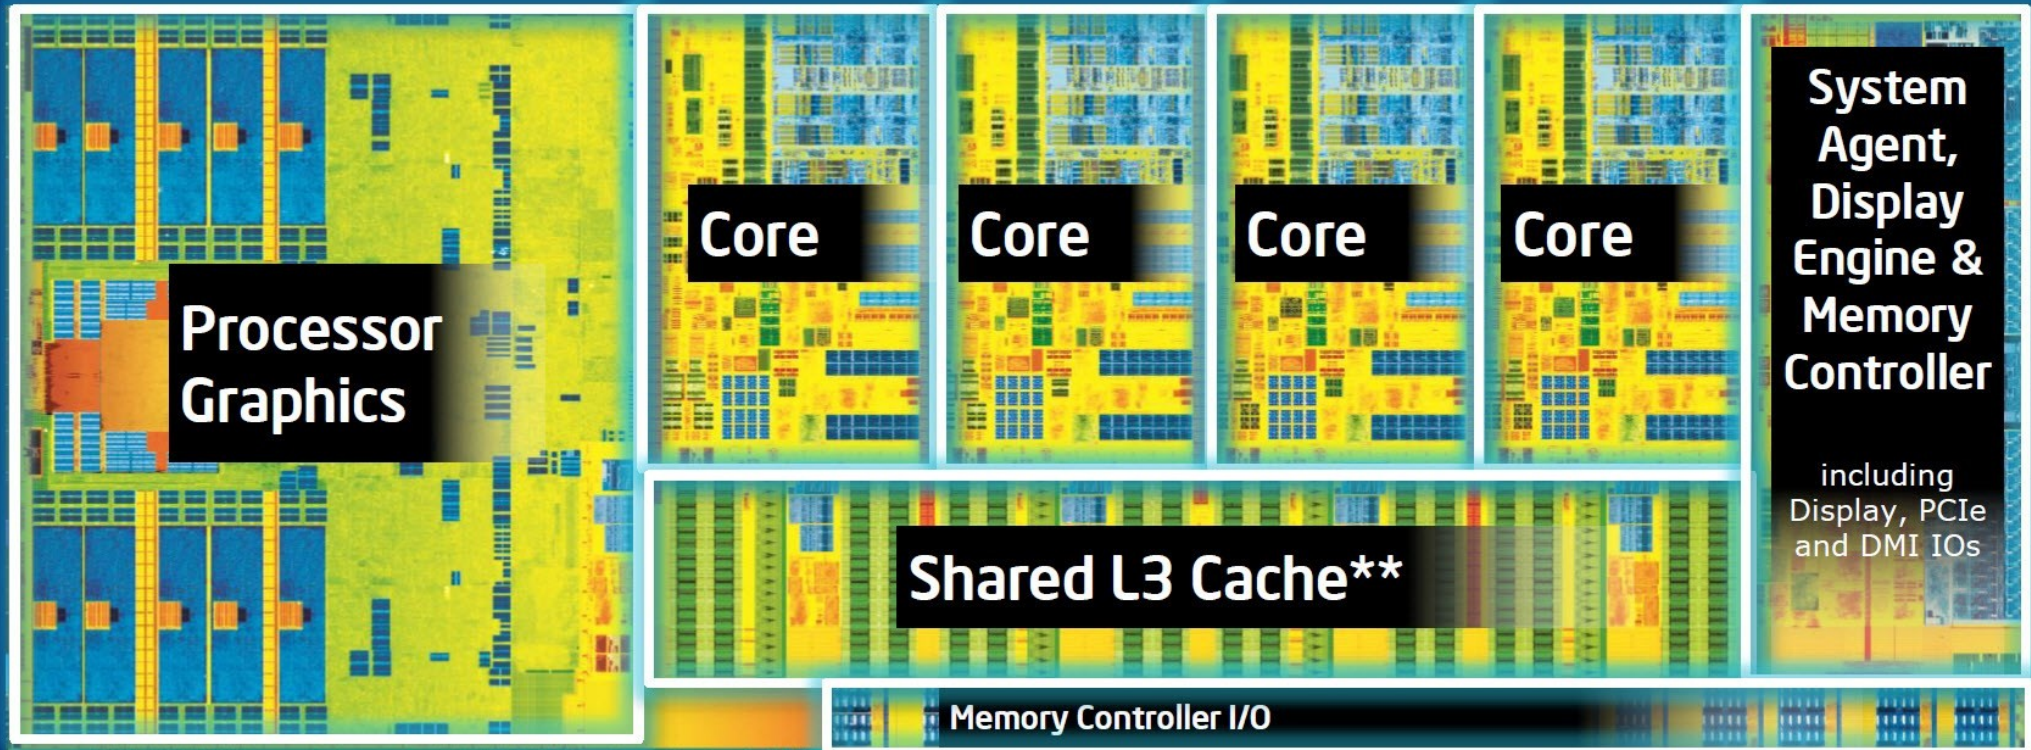 Processor
Graphics
Core
Core
Core
Core
System
Agent,
Display
Engine &
Memory
Controller
including
Display, PCIe
and DMI IOs
Shared L3 Cache**
Memory Controller I/O